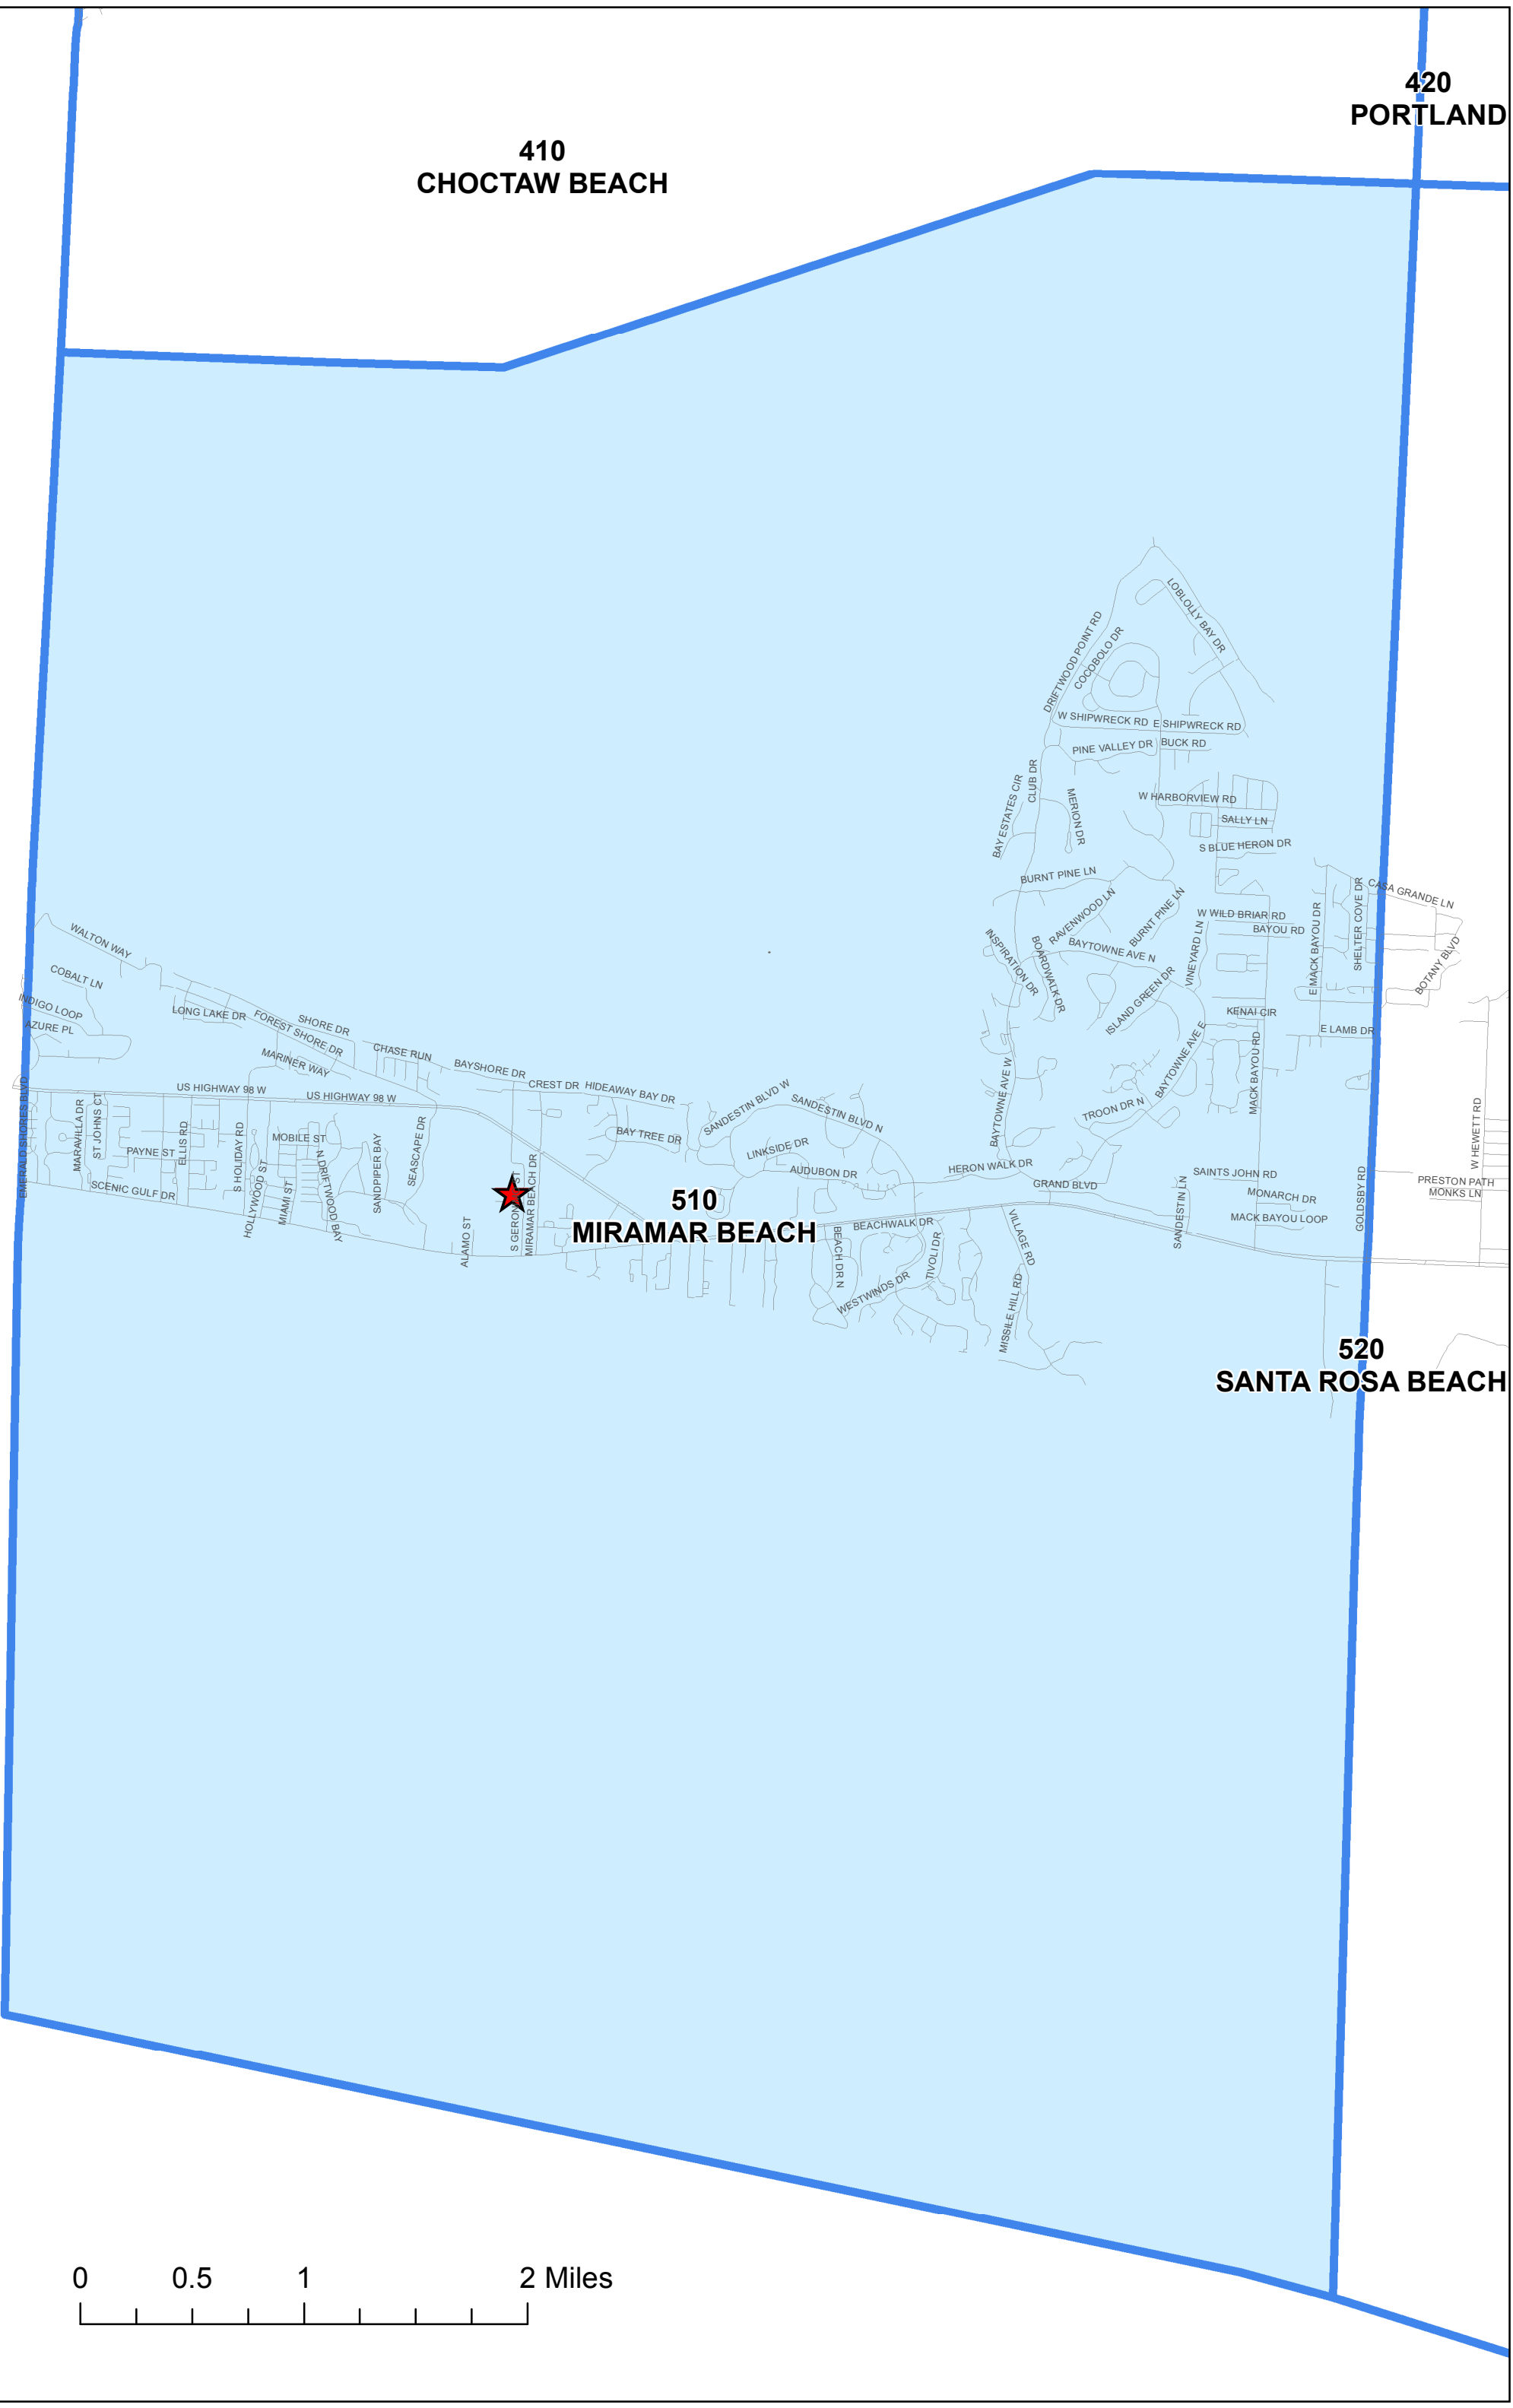 420
PORTLAND
410
CHOCTAW BEACH
LOBLOLLY BAY DR
DRIFTWOOD POINT RD
COCOBOLO DR
W SHIPWRECK RD
E SHIPWRECK RD
PINE VALLEY DR
BUCK RD
CLUB DR
BAY ESTATES CIR
MERION DR
W HARBORVIEW RD
SALLY LN
S BLUE HERON DR
BURNT PINE LN
CASA GRANDE LN
SHELTER COVE DR
RAVENWOOD LN
BURNT PINE LN
W WILD BRIAR RD
BAYOU RD
E MACK BAYOU DR
WALTON WAY
INSPIRATION DR
BOARDWALK DR
BAYTOWNE AVE N
VINEYARD LN
BOTANY BLVD
COBALT LN
ISLAND GREEN DR
INDIGO LOOP
AZURE PL
LONG LAKE DR
FOREST SHORE DR
SHORE DR
KENAI CIR
E LAMB DR
MARINER WAY
CHASE RUN
BAYSHORE DR
CREST DR
HIDEAWAY BAY DR
BAYTOWNE AVE E
MACK BAYOU RD
US HIGHWAY 98 W
US HIGHWAY 98 W
SANDESTIN BLVD W
SANDESTIN BLVD N
BAYTOWNE AVE W
TROON DR N
EMERALD SHORES BLVD
MARAVILLA DR
ST JOHNS CT
PAYNE ST
ELLIS RD
S HOLIDAY RD
MOBILE ST
N DRIFTWOOD BAY
SANDPIPER BAY
SEASCAPE DR
BAY TREE DR
LINKSIDE DR
AUDUBON DR
HERON WALK DR
W HEWETT RD
SCENIC GULF DR
HOLLYWOOD ST
MIAMI ST
ALAMO ST
MIRAMAR BEACH DR
GRAND BLVD
SAINTS JOHN RD
MONARCH DR
MACK BAYOU LOOP
PRESTON PATH
MONKS LN
GOLDSBY RD
SANDESTIN LN
510
MIRAMAR BEACH
BEACHWALK DR
BEACH DR N
TIVOLI DR
VILLAGE RD
WESTWINDS DR
MISSILE HILL RD
520
SANTA ROSA BEACH
0 0.5 1 2 Miles